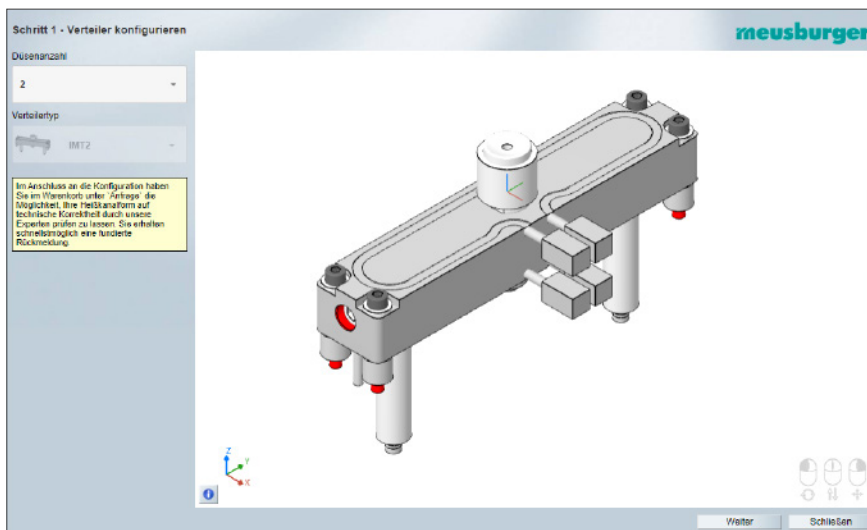 Schritt 1 - Verteiler konfigurieren
meusburger
Düsenanzahl
2
Verteilertyp
IMT2
Im Anschluss an die Konfiguration haben
Sie im Warenkorb unter 'Anfrage' die
Möglichkeit, Ihre Heißkanalform auf
technische Korrektheit durch unsere
Experten prüfen zu lassen. Sie erhalten
schnellstmöglich eine fundierte
Rückmeldung.
Z
Y
X
Weiter
Schließen